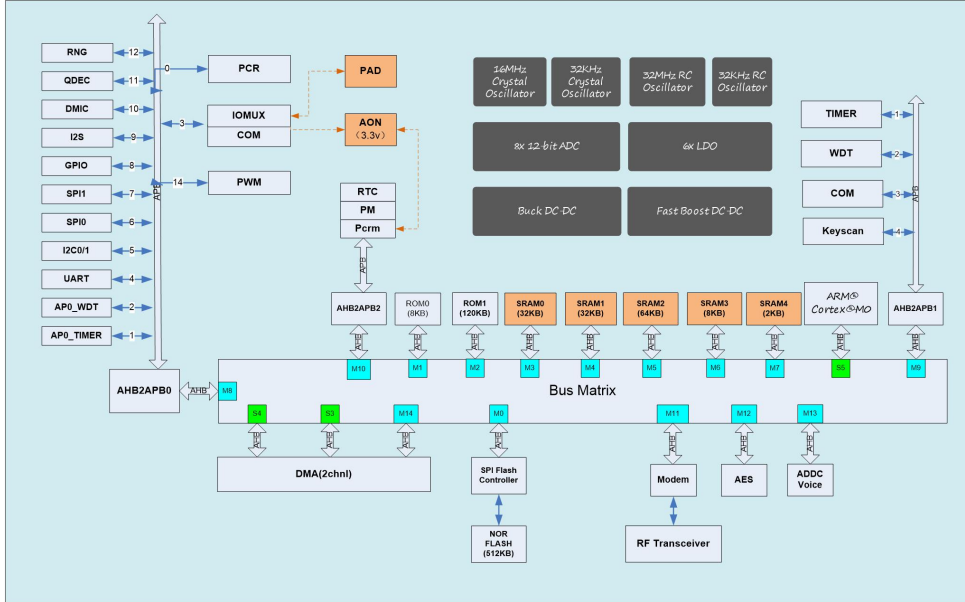 RNG
12
QDEC
11
DMIC
10
I2S
9
GPIO
8
SPI1
7
SPI0
6
I2C0/1
5
UART
4
AP0_WDT
2
AP0_TIMER
1
APB
0
PCR
3
IOMUX
COM
14
PWM
PAD
AON
（3.3v）
RTC
PM
Pcrm
APB
16MHz
Crystal
Oscillator
32KHz
Crystal
Oscillator
32MHz RC
Oscillator
32KHz RC
Oscillator
8x 12-bit ADC
6x LDO
Buck DC-DC
Fast Boost DC-DC
TIMER
1
WDT
2
COM
3
Keyscan
4
APB
AHB2APB2
ROM0
(8KB)
ROM1
(120KB)
SRAM0
(32KB)
SRAM1
(32KB)
SRAM2
(64KB)
SRAM3
(8KB)
SRAM4
(2KB)
ARM®
Cortex®-M0
AHB2APB1
AHB
AHB
AHB
AHB
AHB
AHB
AHB
AHB
AHB
AHB
M10
M1
M2
M3
M4
M5
M6
M7
S5
M9
AHB2APB0
AHB
M8
Bus Matrix
S4
S3
M14
M0
M11
M12
M13
AHB
AHB
AHB
AHB
AHB
AHB
AHB
DMA(2chnl)
SPI Flash
Controller
Modem
AES
ADDC
Voice
NOR
FLASH
(512KB)
RF Transceiver